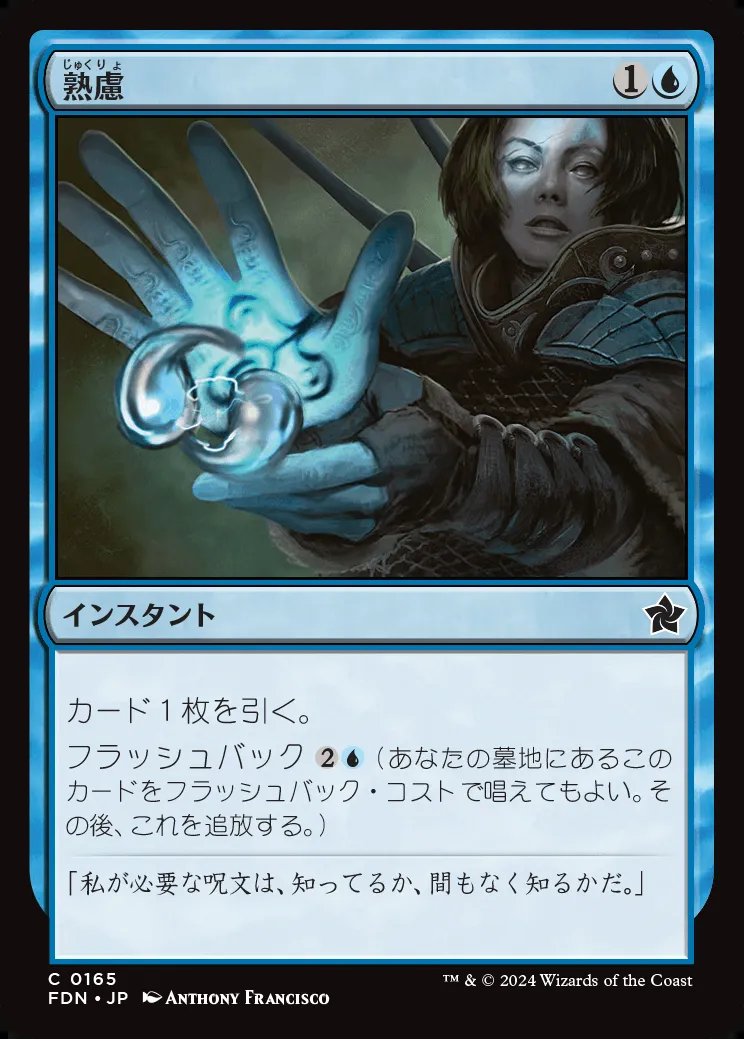 じゅくりょ
熟慮
1
インスタント
カード１枚を引く。
フラッシュバック 2（あなたの墓地にあるこの
カードをフラッシュバック・コストで唱えてもよい。そ
の後、これを追放する。）
「私が必要な呪文は、知ってるか、間もなく知るかだ。」
C 0165
FDN • JP Anthony Francisco
™ & © 2024 Wizards of the Coast